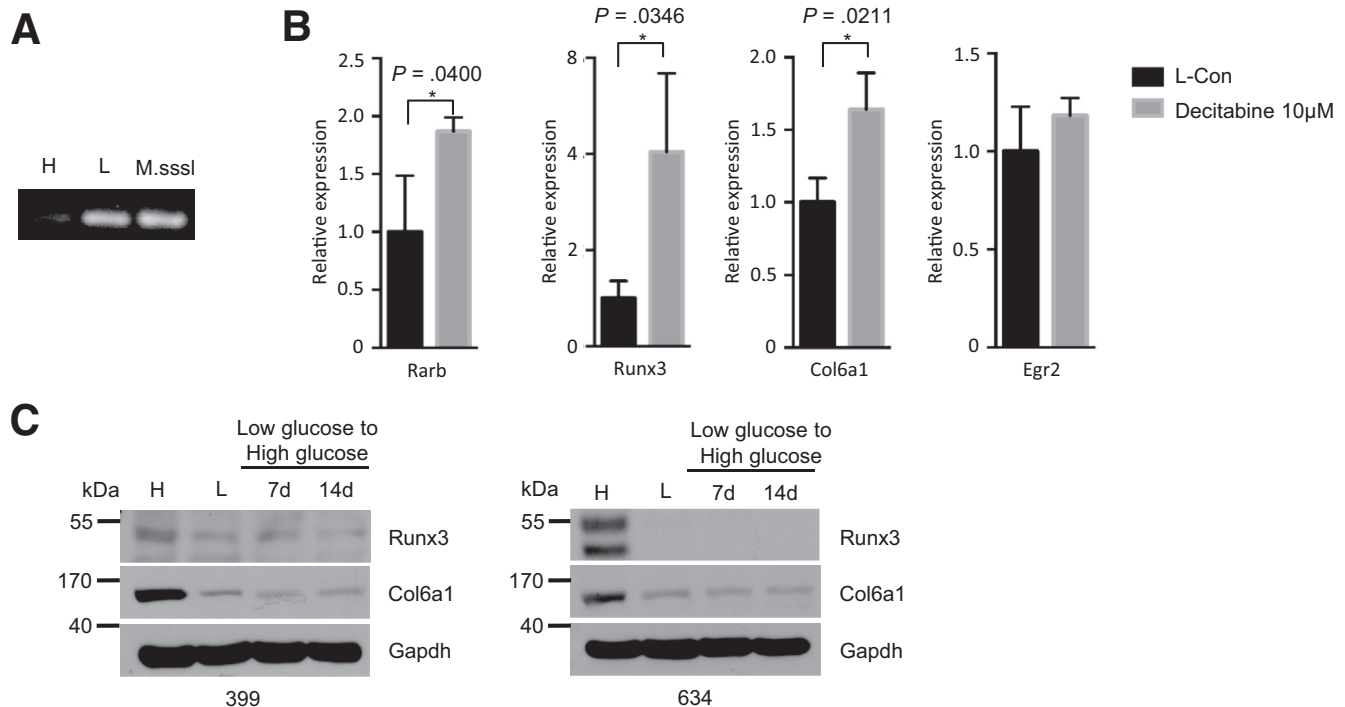 A
H L M.sssI
B
P = .0400
*
2.5
2.0
1.5
1.0
0.5
0
Relative expression
Rarb
P = .0346
*
8
4
2
0
Relative expression
Runx3
P = .0211
*
2.0
1.5
1.0
0.5
0
Relative expression
Col6a1
1.5
1.0
0.5
0
Relative expression
Egr2
L-Con
Decitabine 10µM
C
Low glucose to
High glucose
kDa H L 7d 14d
55 Runx3
170 Col6a1
40 Gapdh
399
Low glucose to
High glucose
kDa H L 7d 14d
55 Runx3
170 Col6a1
40 Gapdh
634